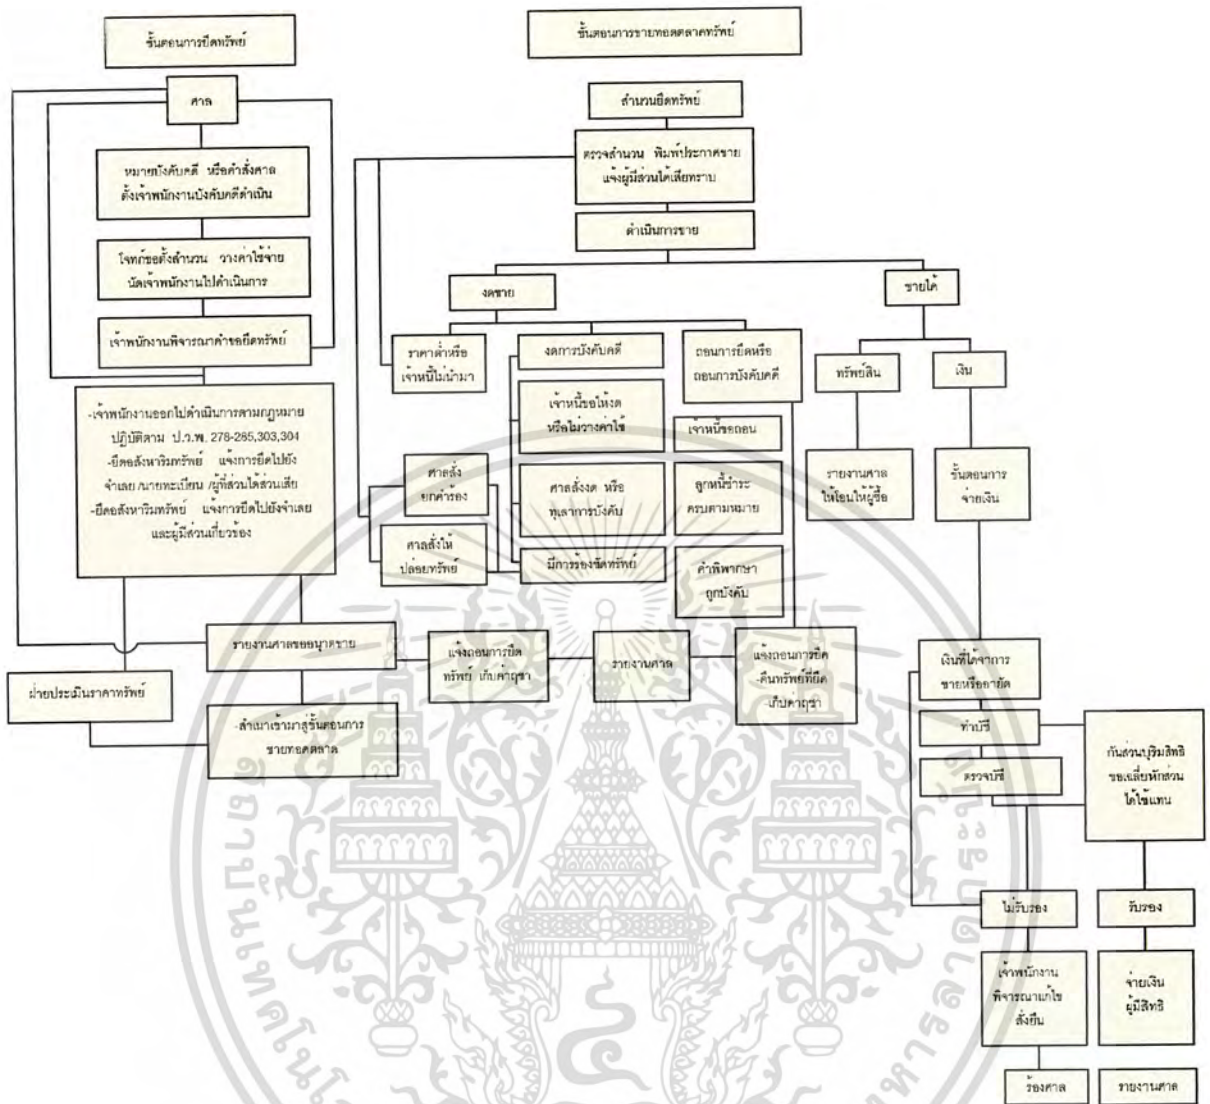 ขั้นตอนการยึดทรัพย์
ศาล
หมายบังคับคดี หรือคำสั่งศาล
ตั้งเจ้าพนักงานบังคับคดีดำเนิน
โจทก์ขอตั้งสำนวน วางค่าใช้จ่าย
นัดเจ้าพนักงานไปดำเนินการ
เจ้าพนักงานพิจารณาคำขอยึดทรัพย์
-เจ้าพนักงานออกไปดำเนินการตามกฎหมาย
ปฏิบัติตาม ป.ว.พ. 278-285,303,304
-ยึดอสังหาริมทรัพย์ แจ้งการยึดไปยัง
จำเลย/นายทะเบียน/ผู้ที่ส่วนได้ส่วนเสีย
-ยึดอสังหาริมทรัพย์ แจ้งการยึดไปยังจำเลย
และผู้มีส่วนเกี่ยวข้อง
รายงานศาลขออนุาตขาย
ฝ่ายประเมินราคาทรัพย์
-สำเนาเข้ามาสู่ขั้นตอนการ
ขายทอดตลาด
ขั้นตอนการขายทอดตลาดทรัพย์
สำนวนยึดทรัพย์
ตรวจสำนวน พิมพ์ประกาศขาย
แจ้งผู้มีส่วนได้เสียทราบ
ดำเนินการขาย
งดขาย
ขายได้
ราคาต่ำหรือ
เจ้าหนี้ไม่นำมา
งดการบังคับคดี
เจ้าหนี้ขอให้งด
หรือไม่วางค่าใช้
ศาลสั่งงด หรือ
ทุเลาการบังคับ
มีการร้องขัดทรัพย์
ศาลสั่ง
ยกคำร้อง
ศาลสั่งให้
ปล่อยทรัพย์
ถอนการยึดหรือ
ถอนการบังคับคดี
เจ้าหนี้ขอถอน
ลูกหนี้ชำระ
ครบตามหมาย
คำพิพากษา
ถูกบังคับ
แจ้งถอนการยึด
ทรัพย์ เก็บค่าฤชา
รายงานศาล
แจ้งถอนการยึด
-คืนทรัพย์ที่ยึด
-เก็บค่าฤชา
ทรัพย์สิน
เงิน
รายงานศาล
ให้โอนให้ผู้ซื้อ
ขั้นตอนการ
จ่ายเงิน
เงินที่ได้จาการ
ขายหรืออายัด
ทำบัชี
ตรวจบัชี
กันส่วนบุริมสิทธิ
ขอเฉลี่ยหักส่วน
ได้ใช้แทน
ไม่รับรอง
รับรอง
เจ้าพนักงาน
พิจารณาแก้ไข
สั่งยืน
จ่ายเงิน
ผู้มีสิทธิ
ร้องศาล
รายงานศาล